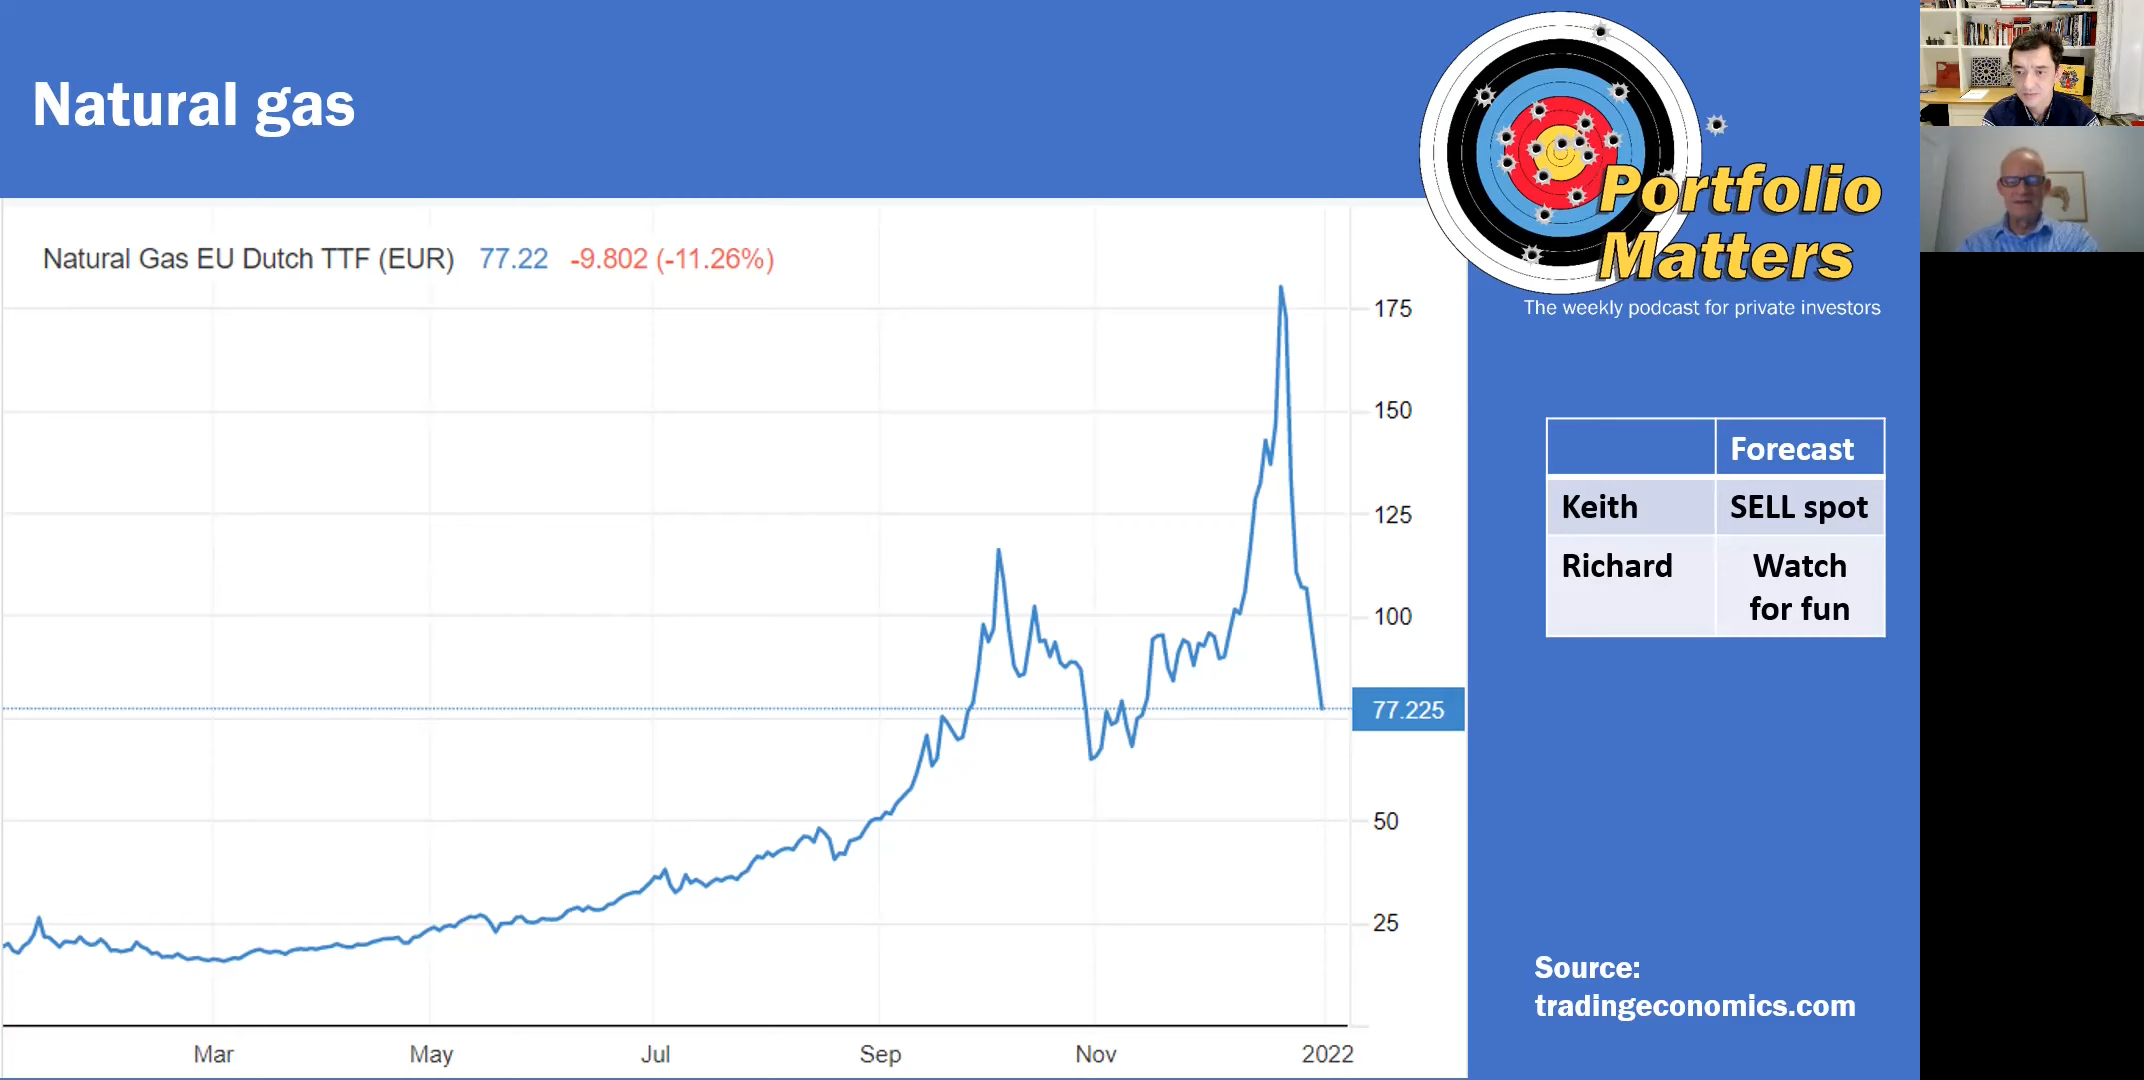 Natural gas
Portfolio
Matters
The weekly podcast for private investors
Natural Gas EU Dutch TTF (EUR) 77.22 -9.802 (-11.26%)
175
150
125
100
77.225
50
25
Mar May Jul Sep Nov 2022
Forecast
Keith SELL spot
Richard Watch
for fun
Source:
tradingeconomics.com